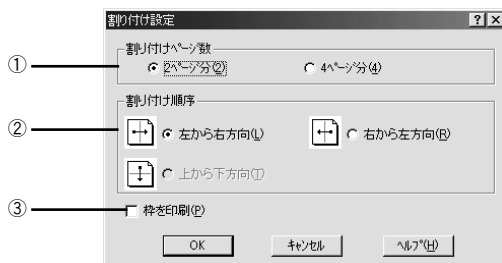 割り付け設定
① 割り付けページ数
2ページ分(2) 4ページ分(4)
② 割り付け順序
左から右方向(L) 右から左方向(R)
上から下方向(T)
③ 枠を印刷(P)
OK キャンセル ヘルプ(H)